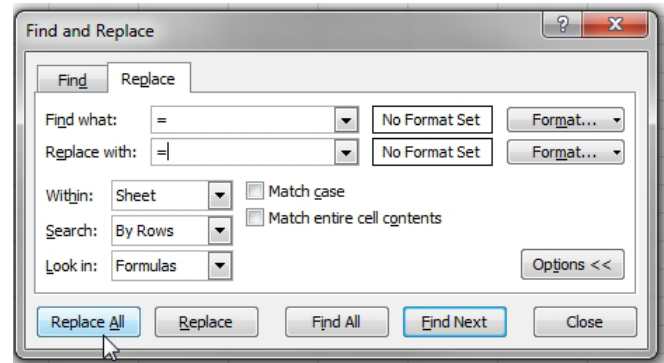 Find and Replace
Find Replace
Find what: = No Format Set Format...
Replace with: = No Format Set Format...
Within: Sheet Match case
Search: By Rows Match entire cell contents
Look in: Formulas Options <<
Replace All Replace Find All Find Next Close